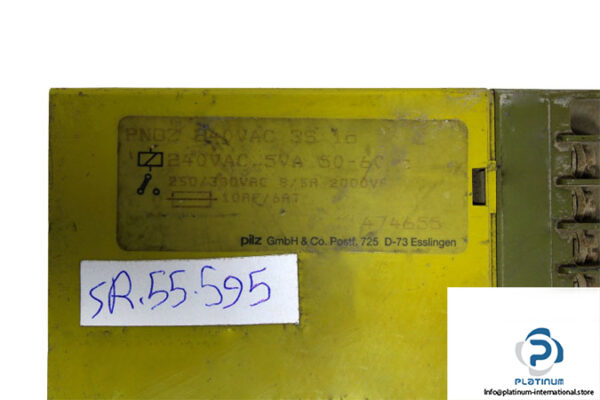 PNOZ 240VAC 3S 1Ö
240VAC 5VA 50-60
250/380VAC 8/5A 2000VA
10AF/6AT
474655
pilz GmbH & Co. Postf. 725 D-73 Esslingen
SR.55.595
PLATINUM
Info@platinum-international.store